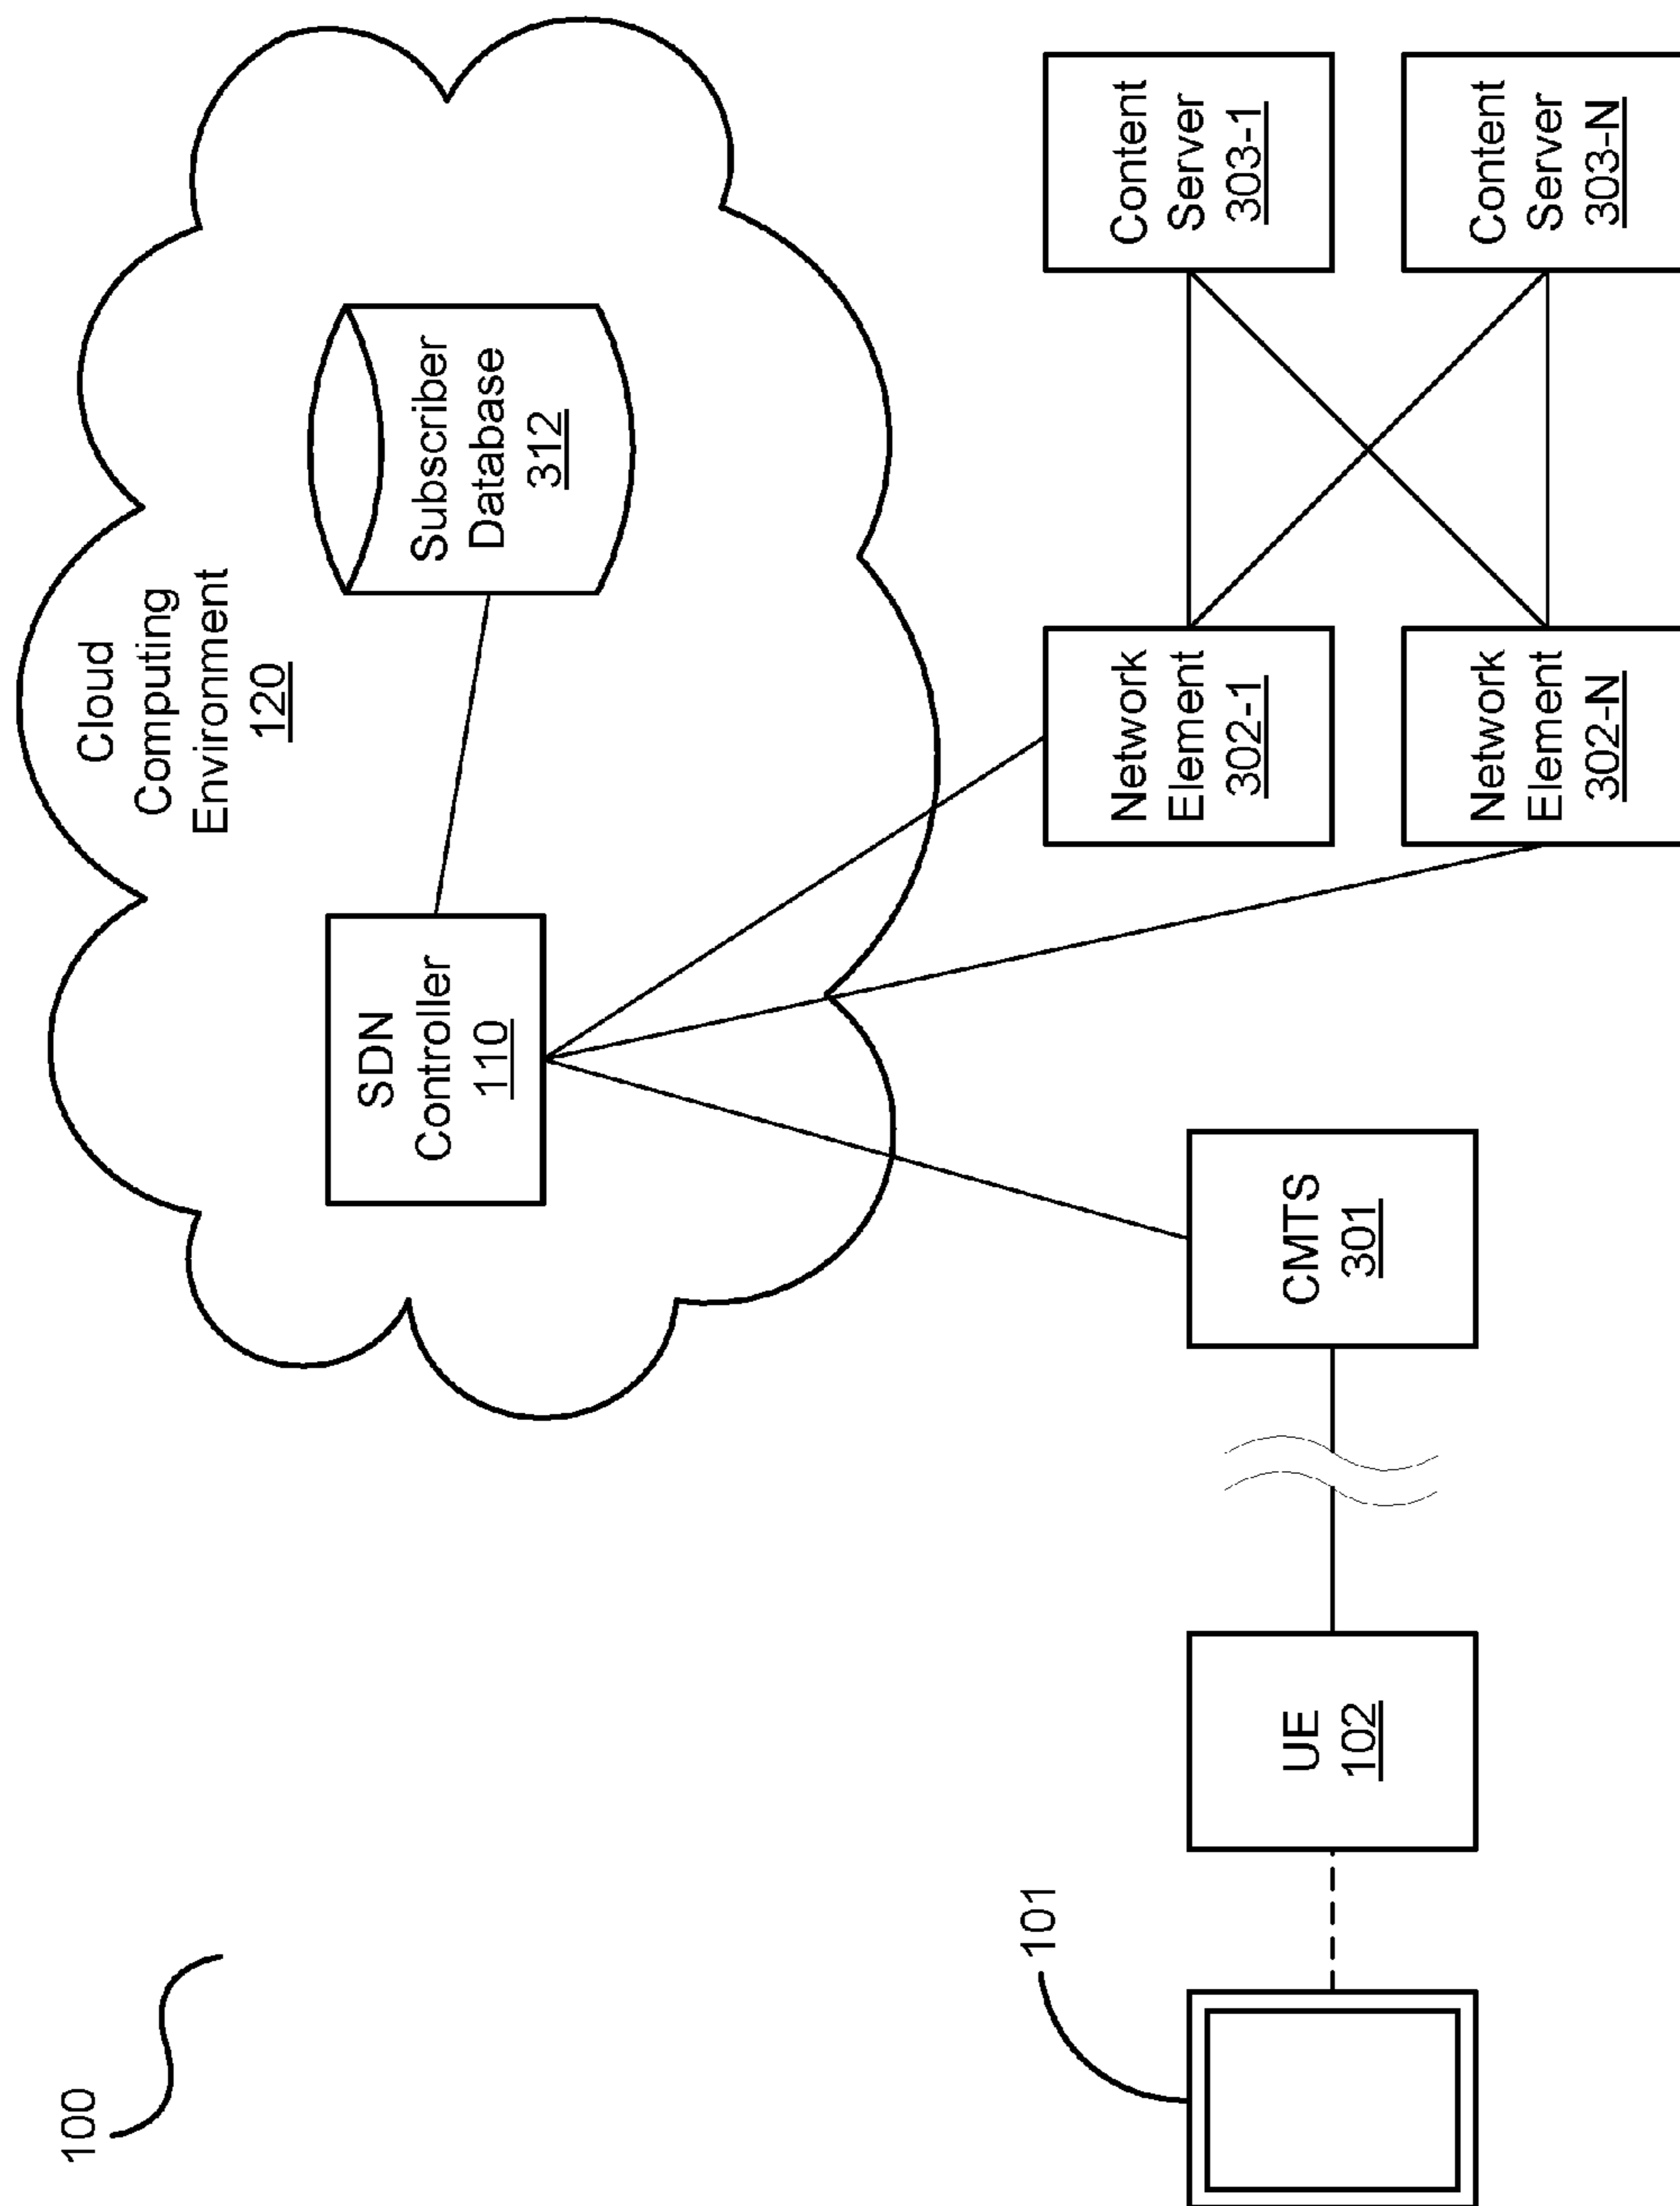 100
Cloud
Computing
Environment
120
SDN
Controller
110
Subscriber
Database
312
101
UE
102
CMTS
301
Network
Element
302-1
Content
Server
303-1
Network
Element
302-N
Content
Server
303-N